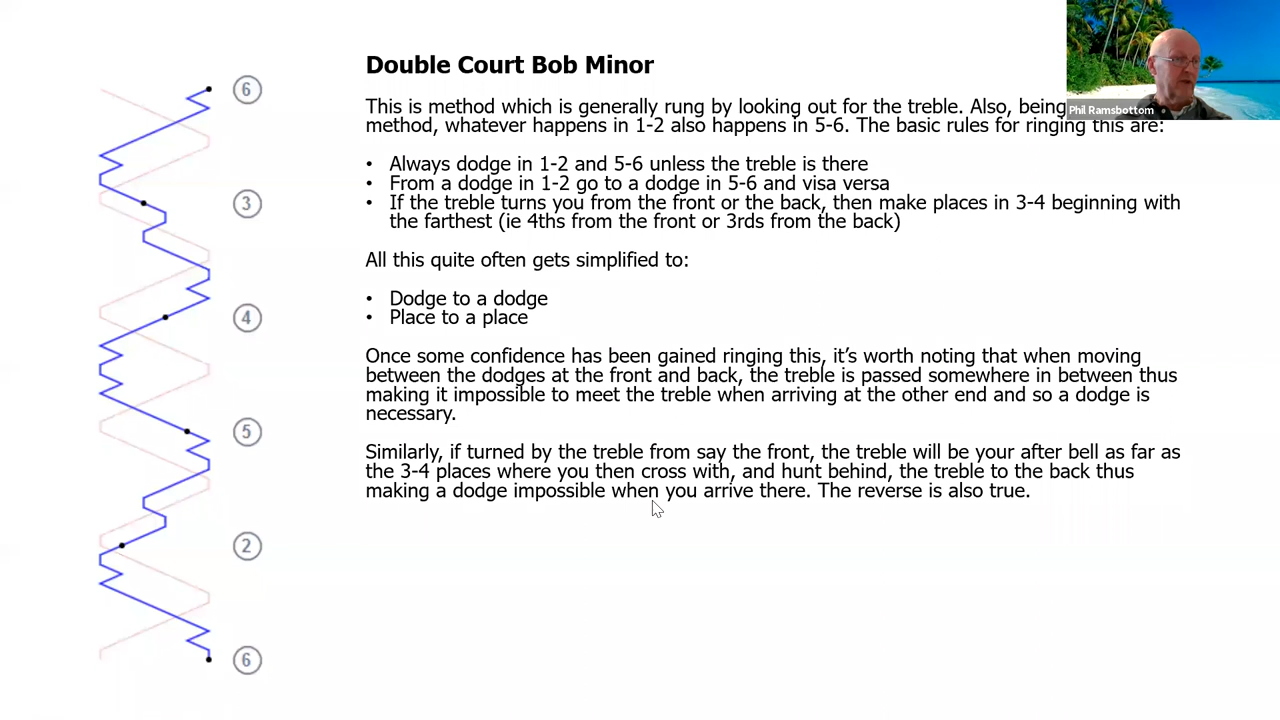 Double Court Bob Minor
This is method which is generally rung by looking out for the treble. Also, being
method, whatever happens in 1-2 also happens in 5-6. The basic rules for ringing this are:
• Always dodge in 1-2 and 5-6 unless the treble is there
• From a dodge in 1-2 go to a dodge in 5-6 and visa versa
• If the treble turns you from the front or the back, then make places in 3-4 beginning with
the farthest (ie 4ths from the front or 3rds from the back)
All this quite often gets simplified to:
• Dodge to a dodge
• Place to a place
Once some confidence has been gained ringing this, it’s worth noting that when moving
between the dodges at the front and back, the treble is passed somewhere in between thus
making it impossible to meet the treble when arriving at the other end and so a dodge is
necessary.
Similarly, if turned by the treble from say the front, the treble will be your after bell as far as
the 3-4 places where you then cross with, and hunt behind, the treble to the back thus
making a dodge impossible when you arrive there. The reverse is also true.
6
3
4
5
2
6
Phil Ramsbottom